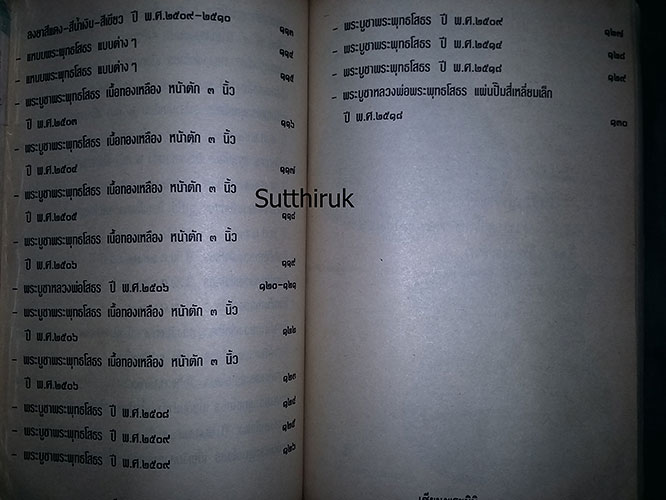 ลงยาสีแดง-สีน้ำเงิน-สีเขียว ปี พ.ศ.๒๕๐๙-๒๕๑๐ ๑๑๓
- แหนบพระพุทธโสธร แบบต่าง ๆ ๑๑๔
- แหนบพระพุทธโสธร แบบต่าง ๆ ๑๑๕
- พระบูชาพระพุทธโสธร เนื้อทองเหลือง หน้าตัก ๓ นิ้ว
ปี พ.ศ.๒๕๐๓ ๑๑๖
- พระบูชาพระพุทธโสธร เนื้อทองเหลือง หน้าตัก ๓ นิ้ว
ปี พ.ศ.๒๕๐๔ ๑๑๗
- พระบูชาพระพุทธโสธร เนื้อทองเหลือง หน้าตัก ๓ นิ้ว
ปี พ.ศ.๒๕๐๕ ๑๑๘
- พระบูชาพระพุทธโสธร เนื้อทองเหลือง หน้าตัก ๓ นิ้ว
ปี พ.ศ.๒๕๐๖ ๑๑๙
- พระบูชาหลวงพ่อโสธร ปี พ.ศ.๒๕๐๖ ๑๒๐-๑๒๑
- พระบูชาพระพุทธโสธร เนื้อทองเหลือง หน้าตัก ๓ นิ้ว
ปี พ.ศ.๒๕๐๖ ๑๒๒
- พระบูชาพระพุทธโสธร เนื้อทองเหลือง หน้าตัก ๓ นิ้ว
ปี พ.ศ.๒๕๐๖ ๑๒๓
- พระบูชาพระพุทธโสธร ปี พ.ศ.๒๕๐๘ ๑๒๔
- พระบูชาพระพุทธโสธร ปี พ.ศ.๒๕๐๙ ๑๒๕
- พระบูชาพระพุทธโสธร ปี พ.ศ.๒๕๐๙ ๑๒๖
- พระบูชาพระพุทธโสธร ปี พ.ศ.๒๕๐๙ ๑๒๗
- พระบูชาพระพุทธโสธร ปี พ.ศ.๒๕๑๔ ๑๒๘
- พระบูชาพระพุทธโสธร ปี พ.ศ.๒๕๑๘ ๑๒๙
- พระบูชาหลวงพ่อพระพุทธโสธร แผ่นปั๊มสี่เหลี่ยมเล็ก
ปี พ.ศ.๒๕๑๘ ๑๓๐
Sutthiruk